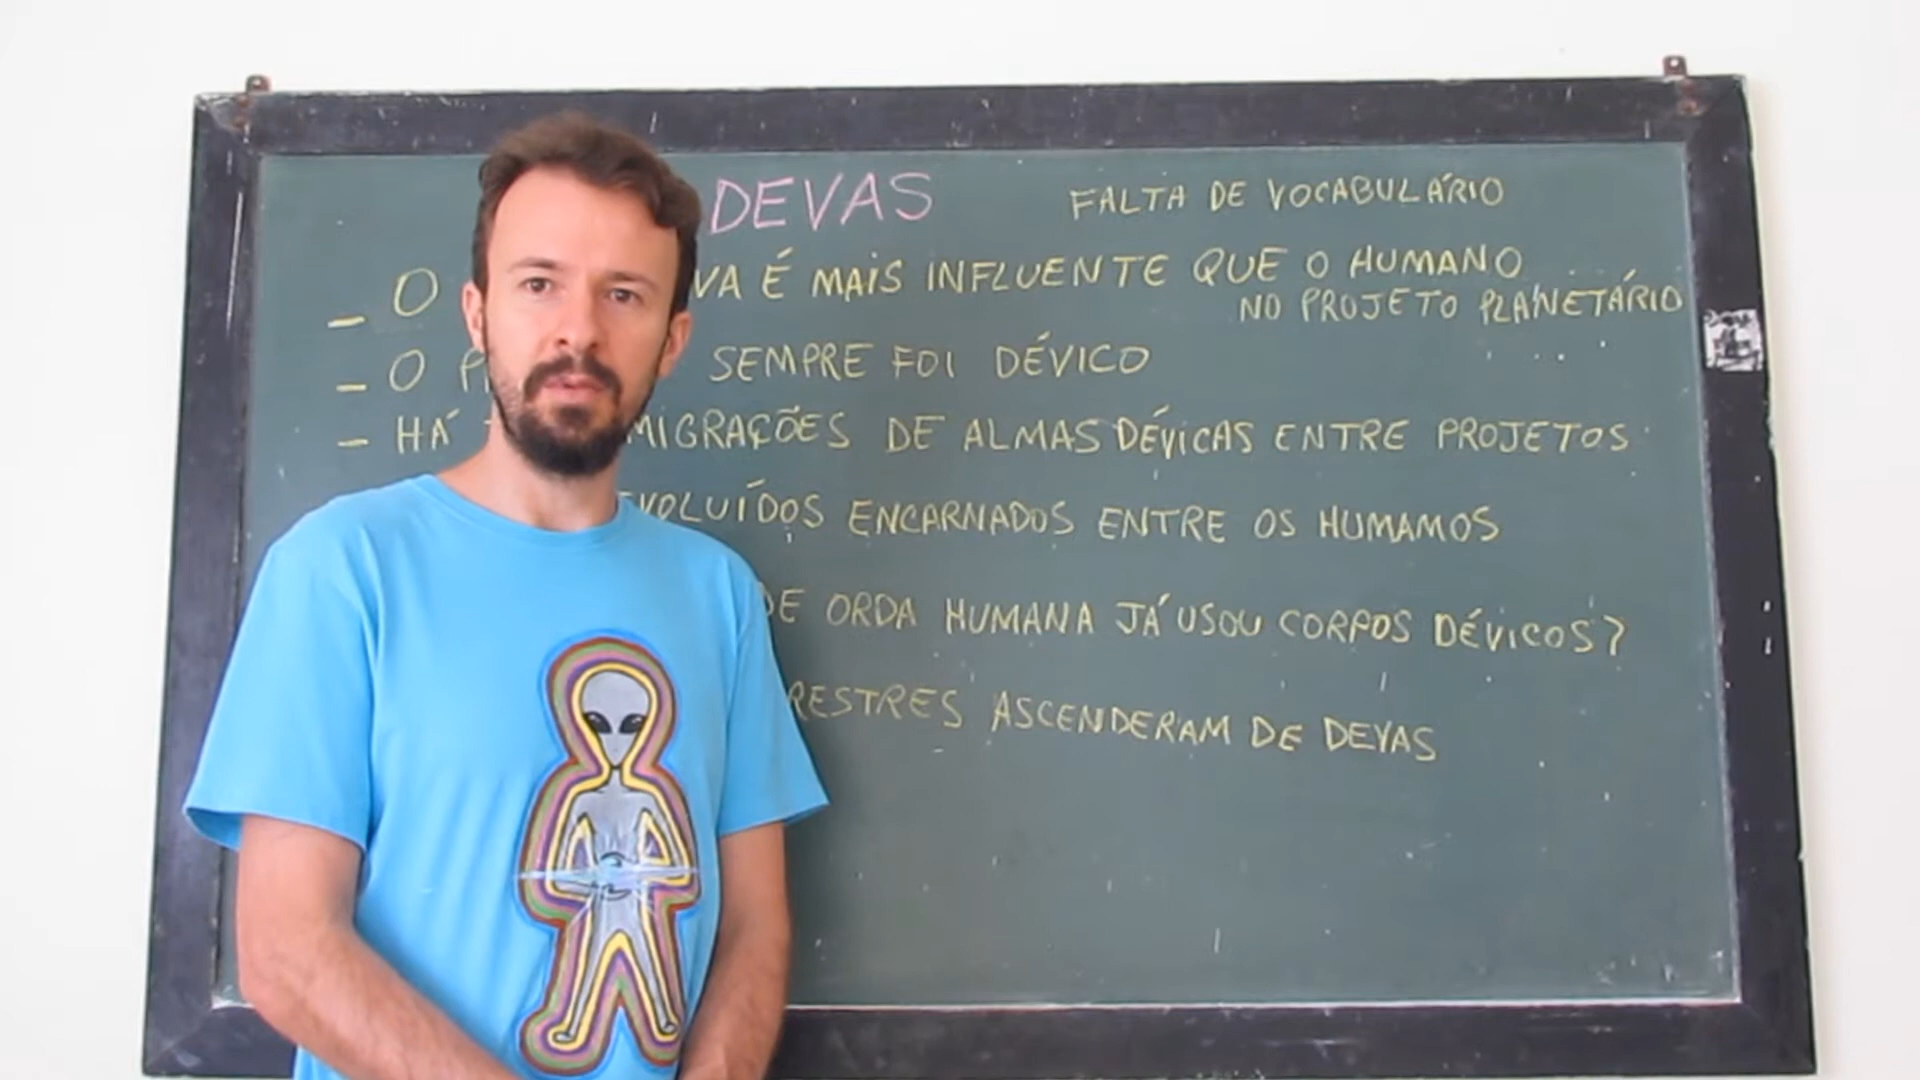 DEVAS FALTA DE VOCABULÁRIO
_ O VA É MAIS INFLUENTE QUE O HUMANO
NO PROJETO PLANETÁRIO
_ O P SEMPRE FOI DÉVICO
_ HÁ MIGRAÇÕES DE ALMAS DÉVICAS ENTRE PROJETOS
EVOLUÍDOS ENCARNADOS ENTRE OS HUMAMOS
DE ORDA HUMANA JÁ USOU CORPOS DÉVICOS?
RESTRES ASCENDERAM DE DEVAS